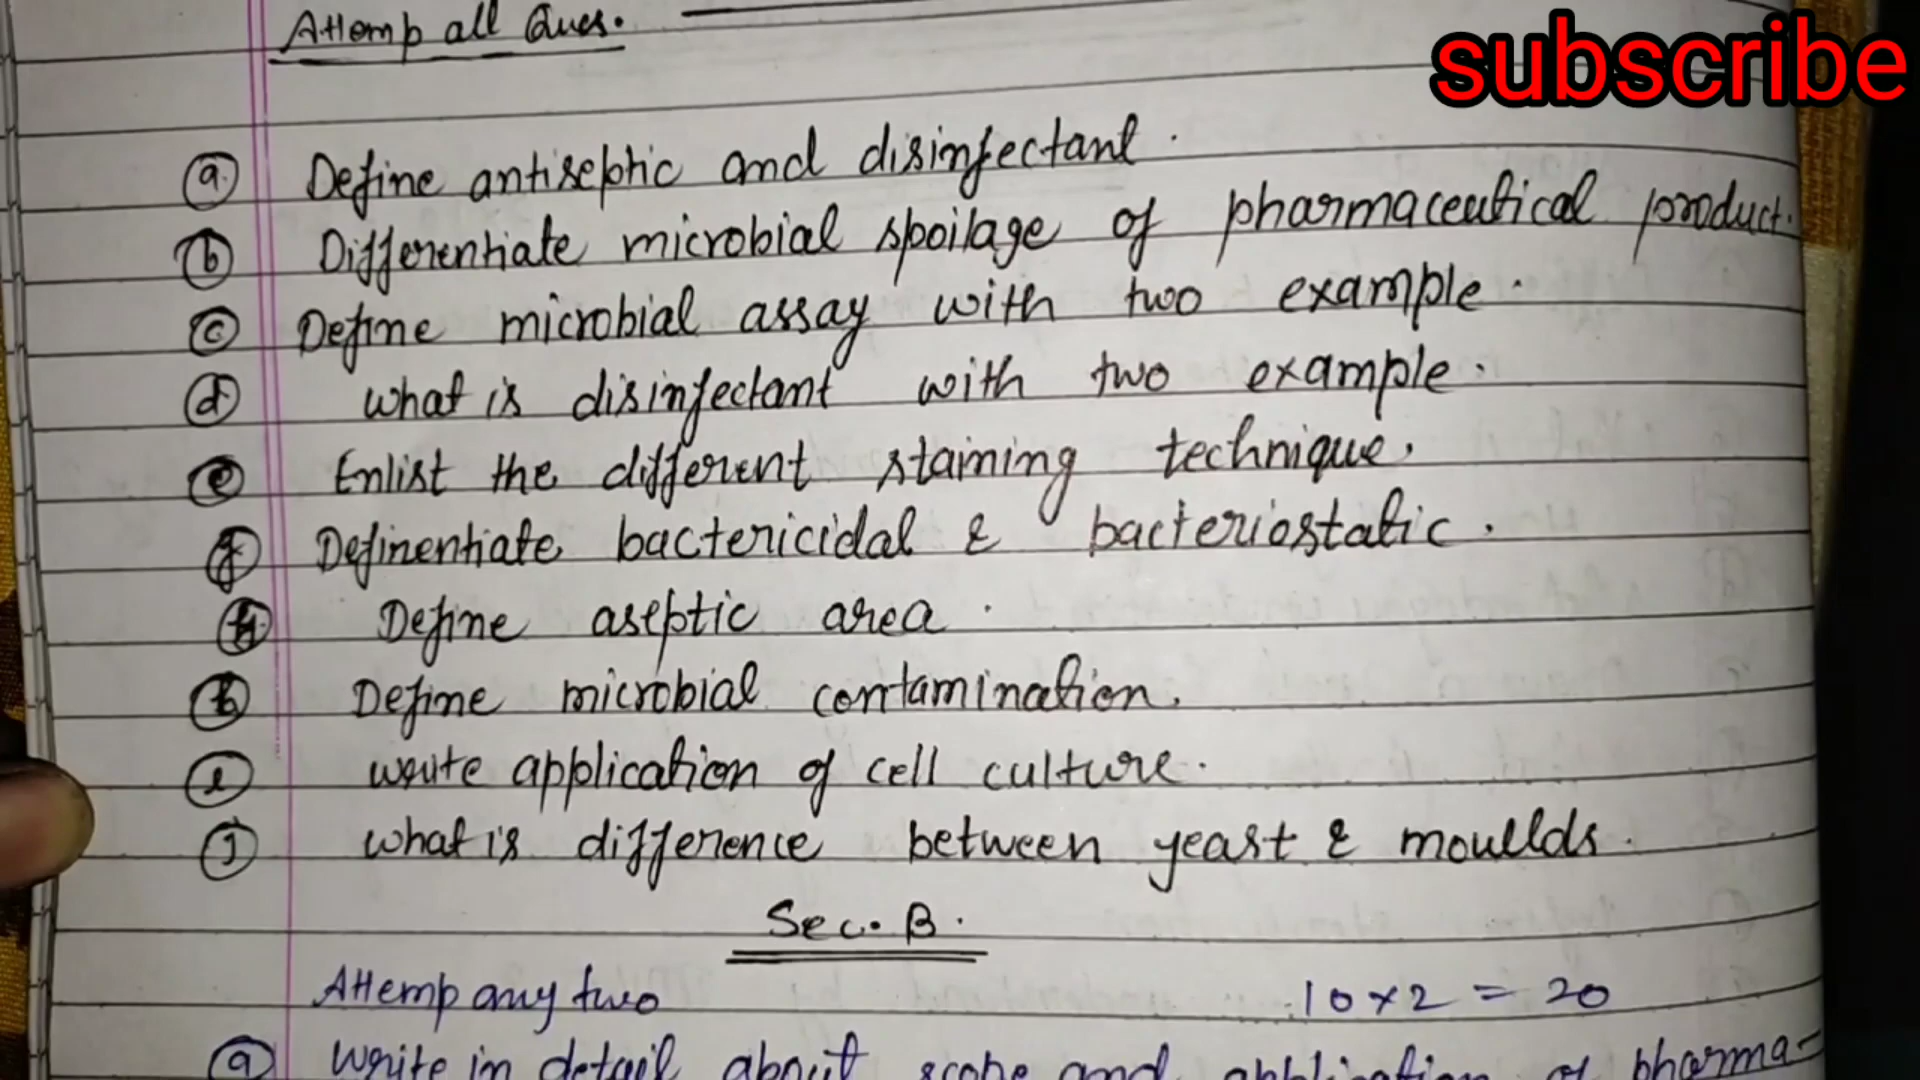 Attemp all Ques.
subscribe
(a) Define antiseptic and disinfectant.
(b) Differentiate microbial spoilage of pharmaceutical product.
(c) Define microbial assay with two example.
(d) what is disinfectant with two example.
(e) Enlist the different staining technique.
(f) Definentiate bactericidal & bacteriostatic.
Define aseptic area.
Define microbial contamination.
(i) write application of cell culture.
(j) what is difference between yeast & moullds.
Sec. B.
Attemp any two 10 x 2 = 20
(a) Write in detail about scope and application of pharma-